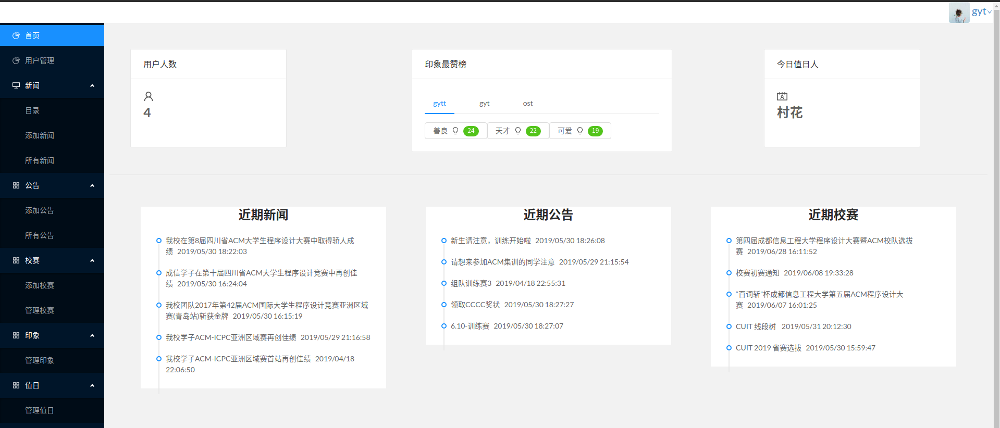 gyt
首页
用户管理
新闻
目录
添加新闻
所有新闻
公告
添加公告
所有公告
校赛
添加校赛
管理校赛
印象
管理印象
值日
管理值日
用户人数
4
印象最赞榜
gytt gyt ost
善良 24 天才 22 可爱 19
今日值日人
村花
近期新闻
我校在第8届四川省ACM大学生程序设计大赛中取得骄人成
绩 2019/05/30 18:22:03
成信学子在第十届四川省ACM大学生程序设计竞赛中再创佳
绩 2019/05/30 16:24:04
我校团队2017年第42届ACM国际大学生程序设计竞赛亚洲区域
赛(青岛站)斩获金牌 2019/05/30 16:15:19
我校学子ACM-ICPC亚洲区域赛再创佳绩 2019/05/29 21:16:58
我校学子ACM-ICPC亚洲区域赛首站再创佳绩 2019/04/18
22:06:50
近期公告
新生请注意，训练开始啦 2019/05/30 18:26:08
请想来参加ACM集训的同学注意 2019/05/29 21:15:54
组队训练赛3 2019/04/18 22:55:31
领取CCCC奖状 2019/05/30 18:27:27
6.10-训练赛 2019/05/30 18:27:07
近期校赛
第四届成都信息工程大学程序设计大赛暨ACM校队选拔
赛 2019/06/28 16:11:52
校赛初赛通知 2019/06/08 19:33:28
“百词斩”杯成都信息工程大学第五届ACM程序设计大
赛 2019/06/07 16:01:25
CUIT 线段树 2019/05/31 20:12:30
CUIT 2019 省赛选拔 2019/05/30 15:59:47